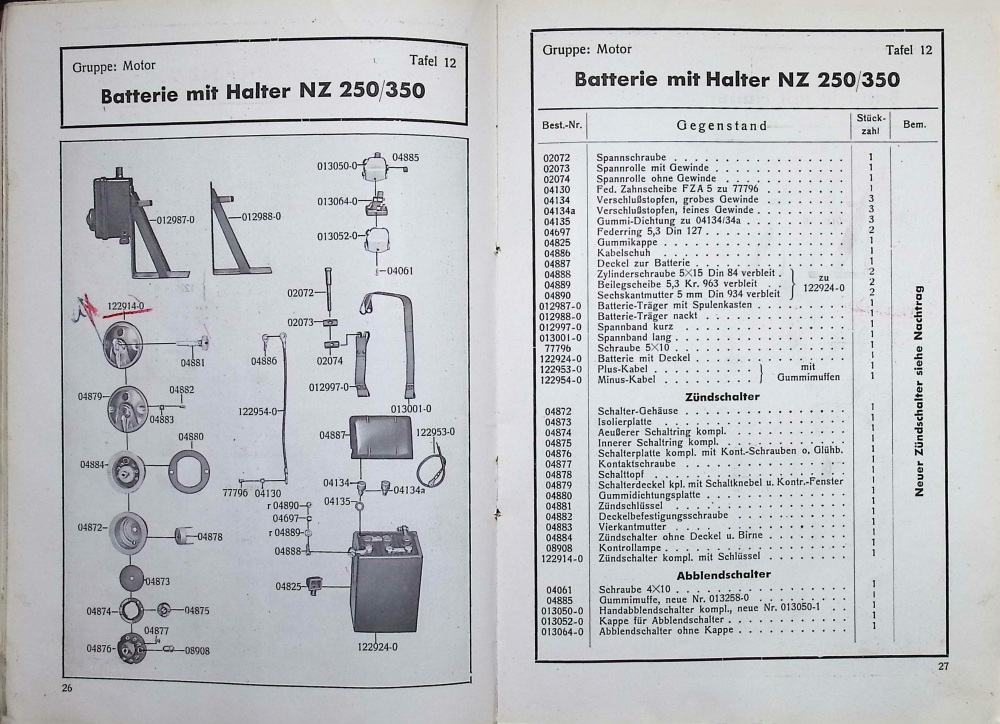 Gruppe: Motor
Tafel 12
Batterie mit Halter NZ 250/350
013050-0
04885
013064-0
012987-0
012988-0
013052-0
04061
02072
122914-0
02073
04881
04886
02074
04879
04882
012997-0
04883
122954-0
013001-0
04887
122953-0
04880
04884
04134
04134a
77796 04130
04135
r 04890
04697
04872
r 04889
04878
04888
04873
04825
04874
04875
04877
04876
08908
122924-0
26
Gruppe: Motor
Tafel 12
Batterie mit Halter NZ 250/350
Best.-Nr. Gegenstand Stück-zahl Bem.
02072 Spannschraube 1
02073 Spannrolle mit Gewinde 1
02074 Spannrolle ohne Gewinde 1
04130 Fed. Zahnscheibe FZA 5 zu 77796 1
04134 Verschlußstopfen, grobes Gewinde 3
04134a Verschlußstopfen, feines Gewinde 3
04135 Gummi-Dichtung zu 04134/34a 3
04697 Federring 5,3 Din 127 2
04825 Gummikappe 1
04886 Kabelschuh 1
04887 Deckel zur Batterie 1
04888 Zylinderschraube 5×15 Din 84 verbleit 2
04889 Beilegscheibe 5,3 Kr. 963 verbleit } zu 122924-0 2
04890 Sechskantmutter 5 mm Din 934 verbleit 2
012987-0 Batterie-Träger mit Spulenkasten 1
012988-0 Batterie-Träger nackt 1
012997-0 Spannband kurz 1
013001-0 Spannband lang 1
77796 Schraube 5×10 1
122924-0 Batterie mit Deckel 1
122953-0 Plus-Kabel } mit 1
122954-0 Minus-Kabel } Gummimuffen 1
Zündschalter
04872 Schalter-Gehäuse 1
04873 Isolierplatte 1
04874 Aeußerer Schaltring kompl. 1
04875 Innerer Schaltring kompl. 1
04876 Schalterplatte kompl. mit Kont.-Schrauben o. Glühb. 1
04877 Kontaktschraube 1
04878 Schalttopf 1
04879 Schalterdeckel kpl. mit Schaltknebel u. Kontr.-Fenster 1
04880 Gummidichtungsplatte 1
04881 Zündschlüssel 1
04882 Deckelbefestigungsschraube 1
04883 Vierkantmutter 1
04884 Zündschalter ohne Deckel u. Birne 1
08908 Kontrollampe 1
122914-0 Zündschalter kompl. mit Schlüssel 1
Abblendschalter
04061 Schraube 4×10 1
04885 Gummimuffe, neue Nr. 013258-0 1
013050-0 Handabblendschalter kompl., neue Nr. 013050-1 1
013052-0 Kappe für Abblendschalter 1
013064-0 Abblendschalter ohne Kappe 1
Neuer Zündschalter siehe Nachtrag
27